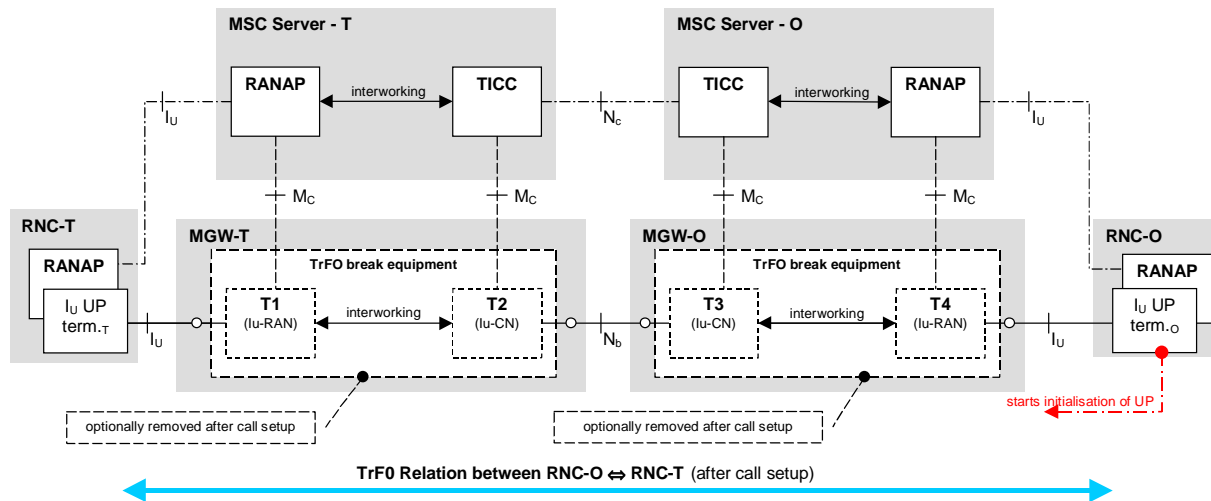 MSC Server - T
MSC Server - O
RANAP
interworking
TICC
TICC
interworking
RANAP
IU
Nc
IU
MC
MC
MC
MC
RNC-T
MGW-T
MGW-O
RNC-O
RANAP
TrFO break equipment
TrFO break equipment
RANAP
IU UP
term.T
T1
(Iu-RAN)
interworking
T2
(Iu-CN)
T3
(Iu-CN)
interworking
T4
(Iu-RAN)
IU UP
term.O
IU
Nb
IU
starts initialisation of UP
optionally removed after call setup
optionally removed after call setup
TrF0 Relation between RNC-O ⇔ RNC-T (after call setup)